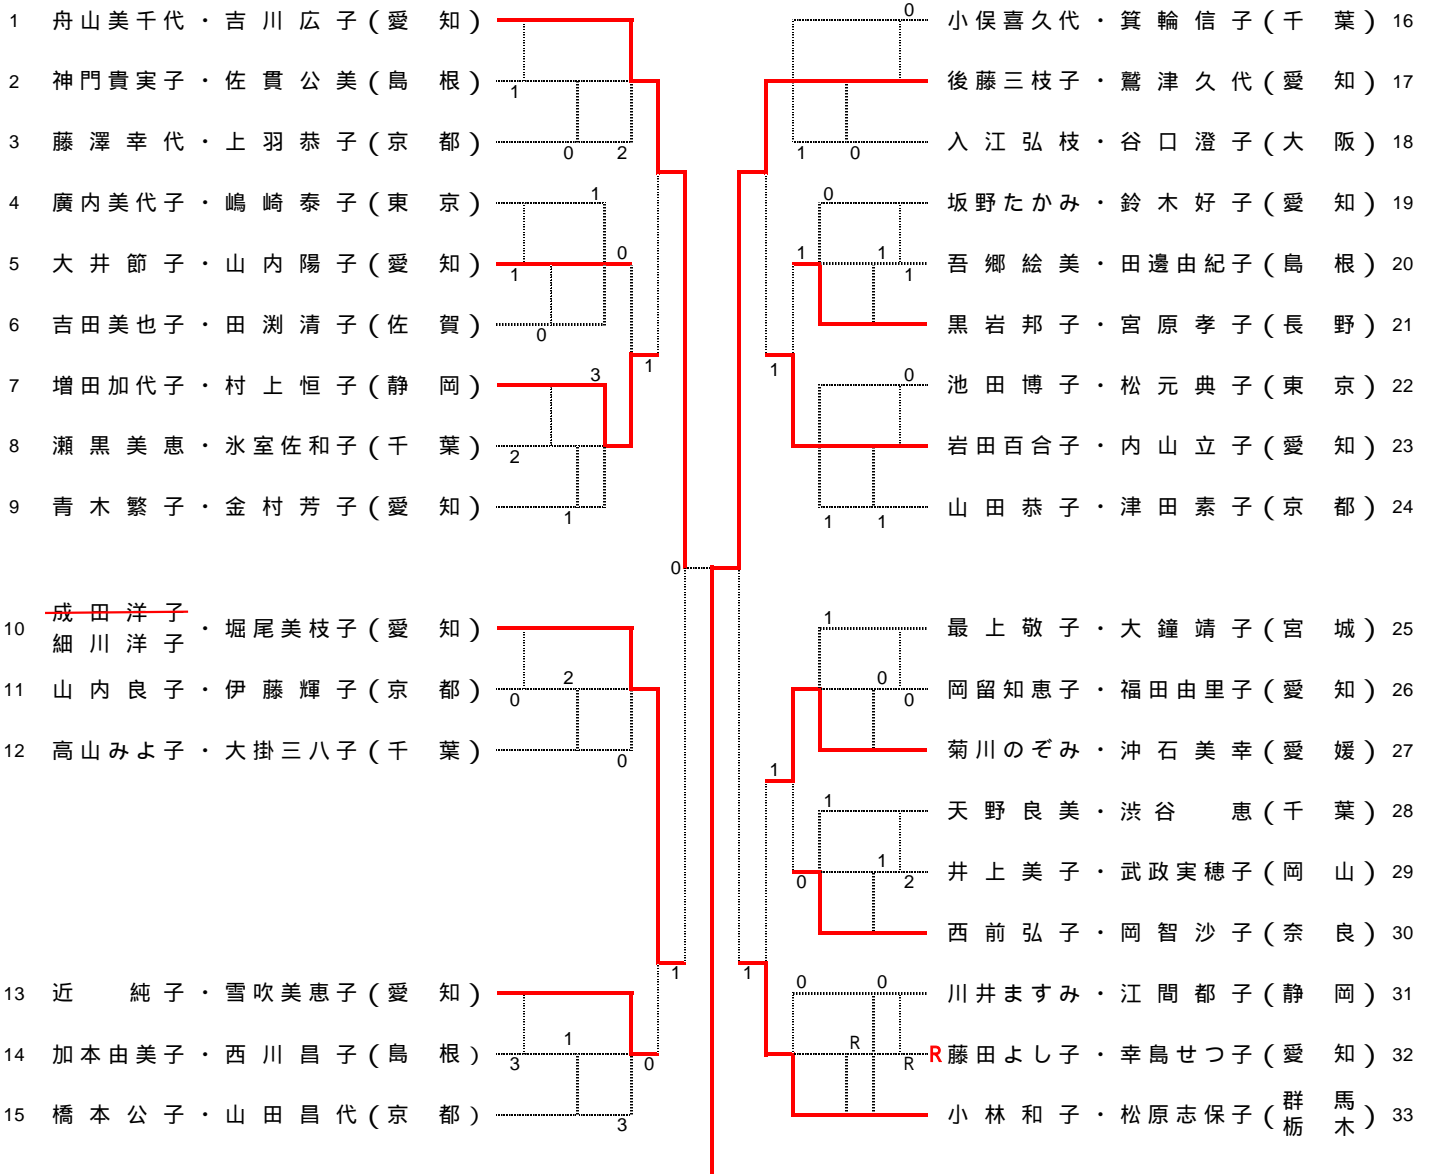 1 舟山美千代・吉川広子(愛 知)
2 神門貴実子・佐貫公美(島 根)
1
3 藤澤幸代・上羽恭子(京 都)
0 2
4 廣内美代子・嶋崎泰子(東 京)
1
5 大井節子・山内陽子(愛 知)
0
1
6 吉田美也子・田渕清子(佐 賀)
0
1
7 増田加代子・村上恒子(静 岡)
3
8 瀬黒美恵・氷室佐和子(千 葉)
2
9 青木繁子・金村芳子(愛 知)
1
0
成田洋子
10 細川洋子・堀尾美枝子(愛 知)
11 山内良子・伊藤輝子(京 都)
2
0
12 高山みよ子・大掛三八子(千 葉)
0
1
13 近 純子・雪吹美恵子(愛 知)
14 加本由美子・西川昌子(島 根)
1
3 0
15 橋本公子・山田昌代(京 都)
3
0
小俣喜久代・箕輪信子(千 葉) 16
後藤三枝子・鷲津久代(愛 知) 17
入江弘枝・谷口澄子(大 阪) 18
1 0
0
坂野たかみ・鈴木好子(愛 知) 19
1 1
吾郷絵美・田邊由紀子(島 根) 20
1
黒岩邦子・宮原孝子(長 野) 21
1
0
池田博子・松元典子(東 京) 22
岩田百合子・内山立子(愛 知) 23
山田恭子・津田素子(京 都) 24
1 1
1
最上敬子・大鐘靖子(宮 城) 25
0
岡留知恵子・福田由里子(愛 知) 26
0
菊川のぞみ・沖石美幸(愛 媛) 27
1
1
天野良美・渋谷 恵(千 葉) 28
1
井上美子・武政実穂子(岡 山) 29
0 2
西前弘子・岡智沙子(奈 良) 30
1
0 0
川井ますみ・江間都子(静 岡) 31
R
R藤田よし子・幸島せつ子(愛 知) 32
R
小林和子・松原志保子(群 馬
栃 木) 33